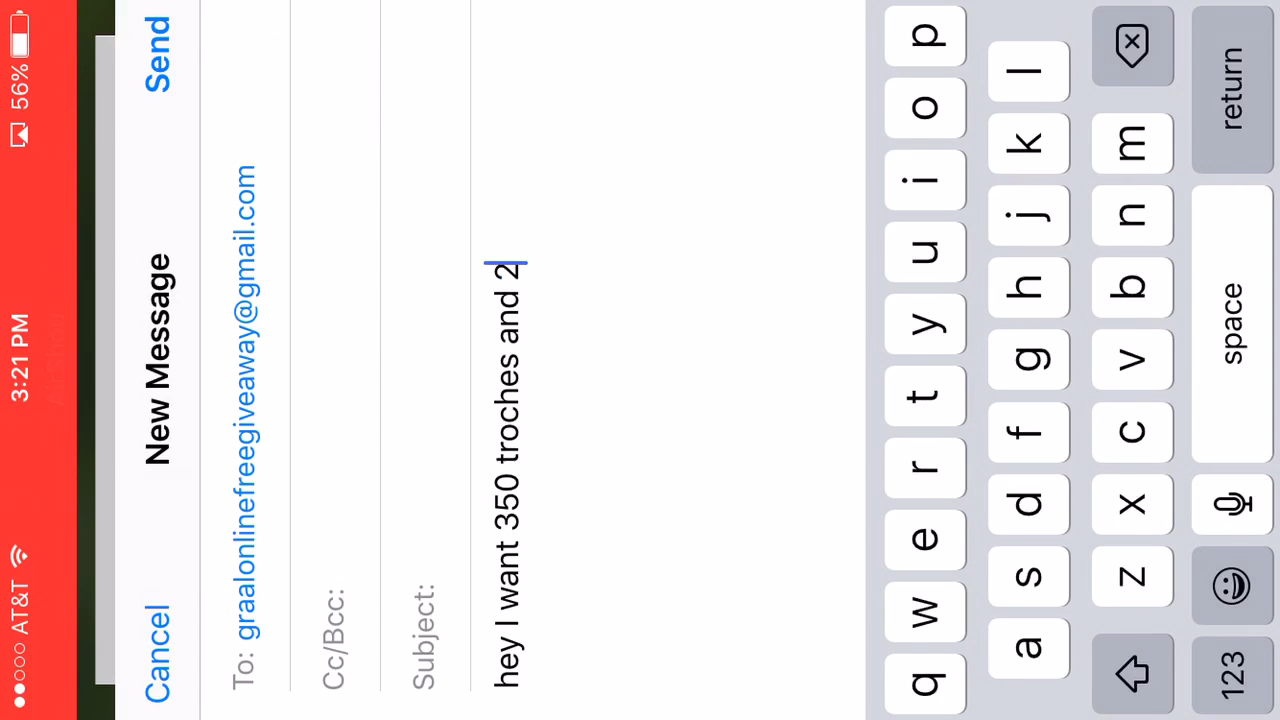 AT&T 3:21 PM 56%
Cancel New Message Send
To: graalonlinefreegiveaway@gmail.com
Cc/Bcc:
Subject:
hey I want 350 troches and 2
q w e r t y u i o p
a s d f g h j k l
z x c v b n m
123 space return